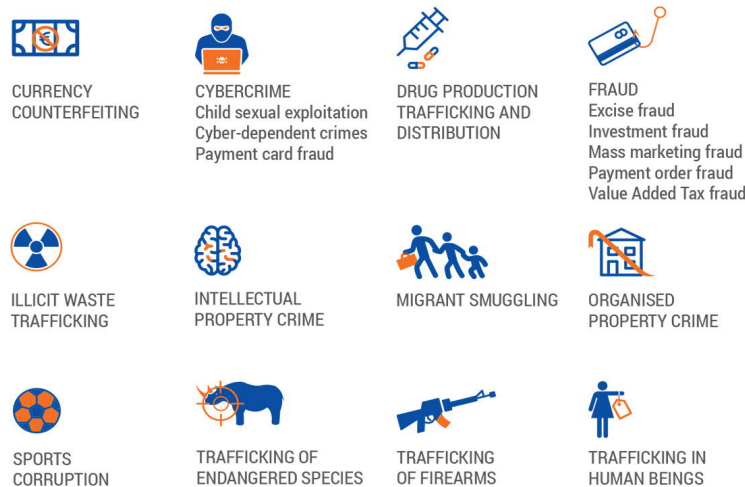 CURRENCY
COUNTERFEITING
CYBERCRIME
Child sexual exploitation
Cyber-dependent crimes
Payment card fraud
DRUG PRODUCTION
TRAFFICKING AND
DISTRIBUTION
FRAUD
Excise fraud
Investment fraud
Mass marketing fraud
Payment order fraud
Value Added Tax fraud
ILLICIT WASTE
TRAFFICKING
INTELLECTUAL
PROPERTY CRIME
MIGRANT SMUGGLING
ORGANISED
PROPERTY CRIME
SPORTS
CORRUPTION
TRAFFICKING OF
ENDANGERED SPECIES
TRAFFICKING
OF FIREARMS
TRAFFICKING IN
HUMAN BEINGS